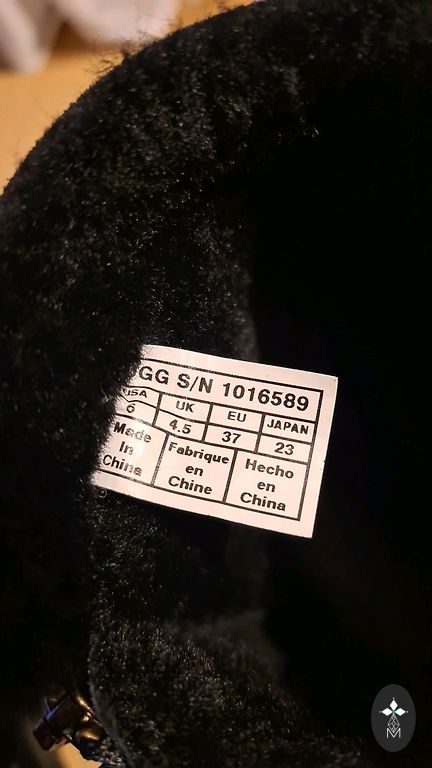 GG S/N 1016589
USA UK EU JAPAN
6 4.5 37 23
Made Fabrique Hecho
In en en
China Chine China
M